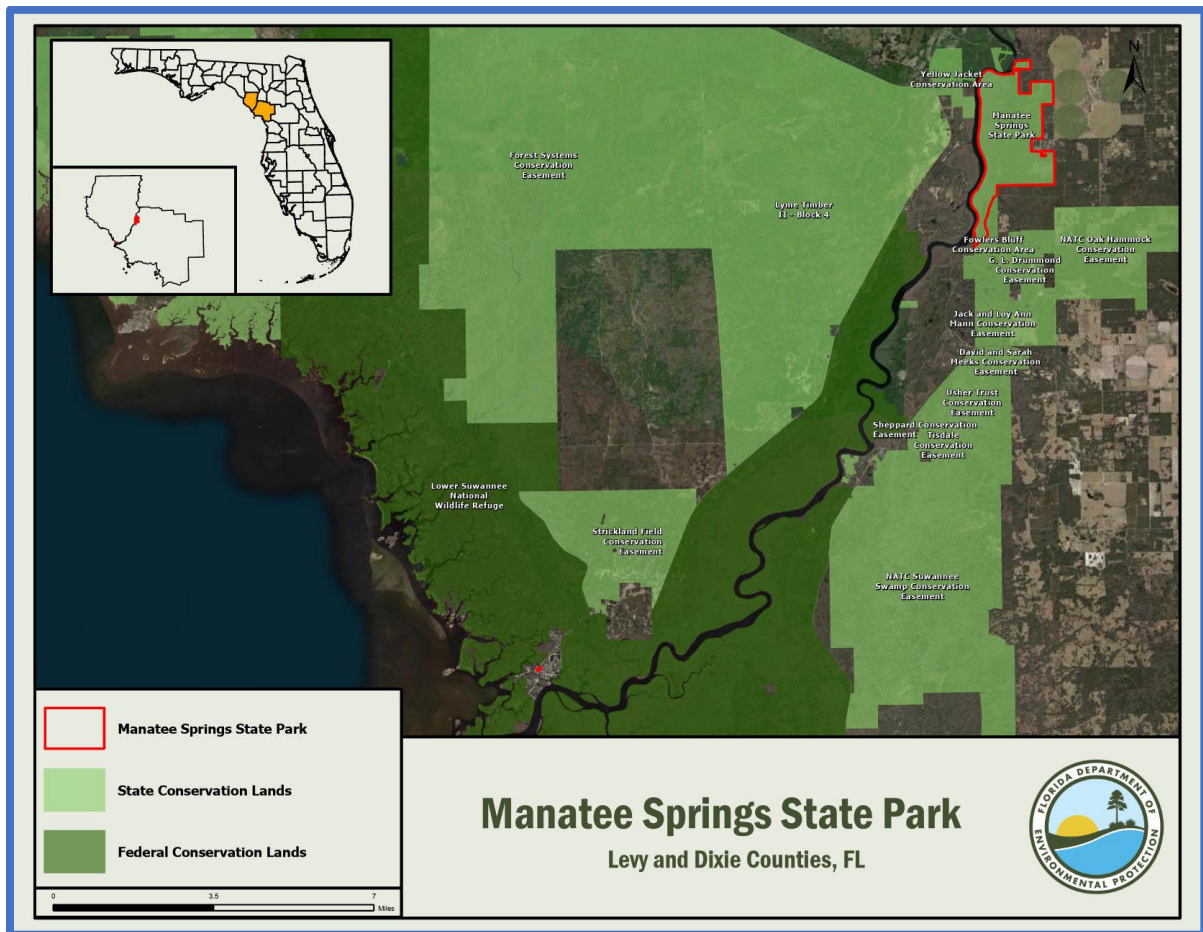 N
Yellow Jacket
Conservation Area
Manatee
Springs
State Park
Forest Systems
Conservation
Easement
Lyme Timber
II - Block 4
Fowlers Bluff
Conservation Area
NATC Oak Hammock
Conservation
Easement
G. L. Drummond
Conservation
Easement
Jack and Loy Ann
Mann Conservation
Easement
David and Sarah
Meeks Conservation
Easement
Usher Trust
Conservation
Easement
Sheppard Conservation
Easement
Tisdale
Conservation
Easement
Lower Suwannee
National
Wildlife Refuge
Strickland Field
Conservation
Easement
NATC Suwannee
Swamp Conservation
Easement
Manatee Springs State Park
State Conservation Lands
Federal Conservation Lands
0 3.5 7
Miles
Manatee Springs State Park
Levy and Dixie Counties, FL
FLORIDA DEPARTMENT OF
ENVIRONMENTAL PROTECTION